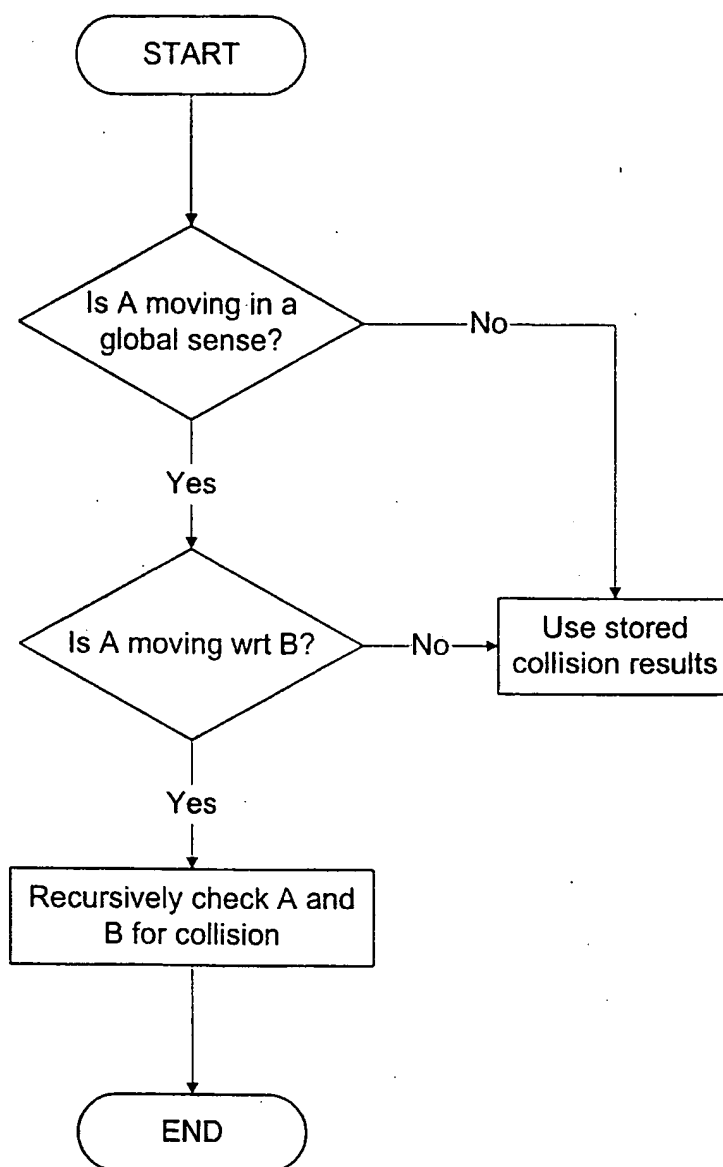 START
Is A moving in a
global sense?
No
Yes
Is A moving wrt B?
No
Use stored
collision results
Yes
Recursively check A and
B for collision
END